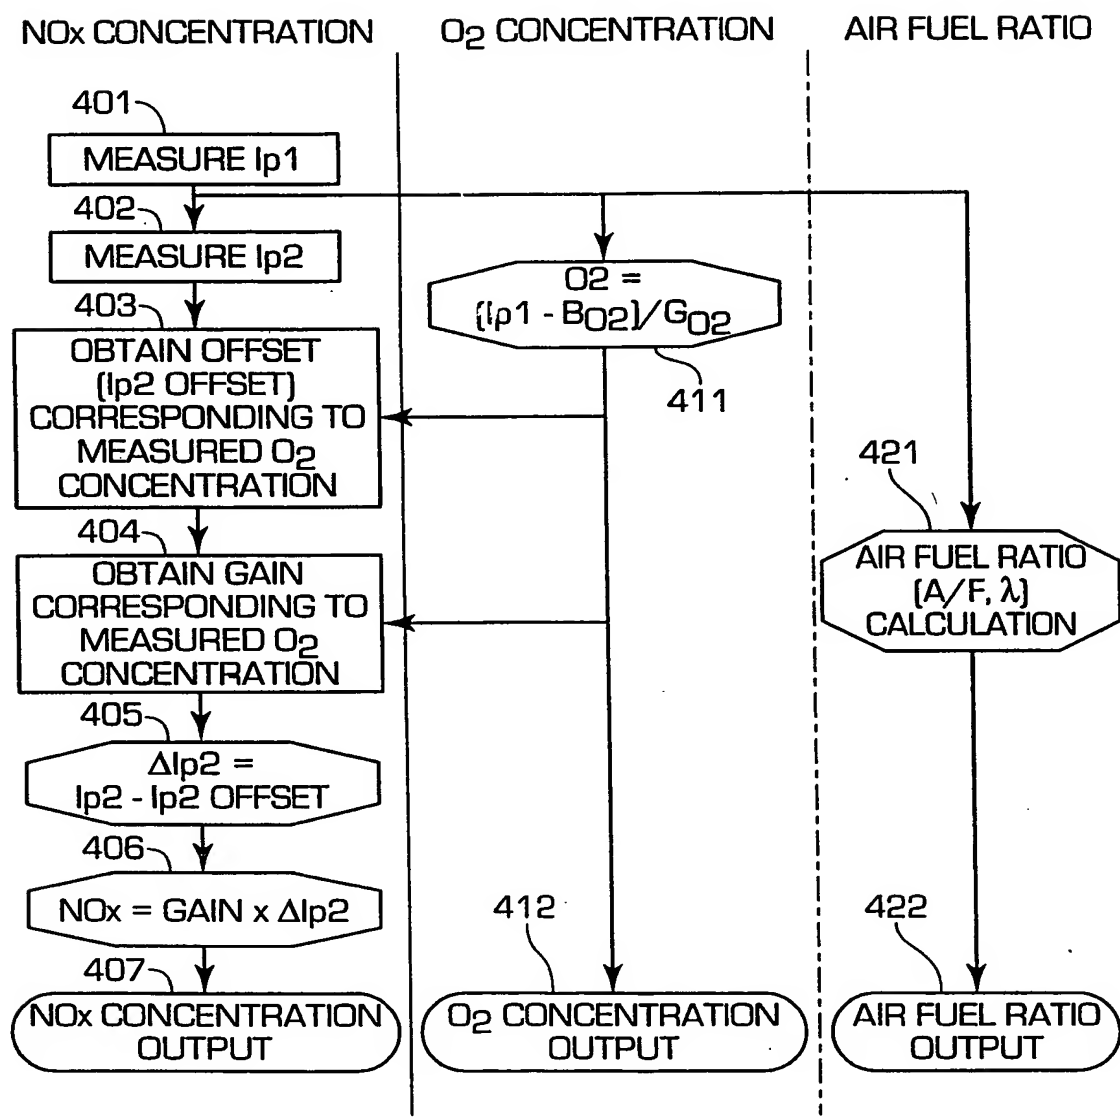 NOx CONCENTRATION
401
MEASURE Ip1
402
MEASURE Ip2
403
OBTAIN OFFSET
(Ip2 OFFSET)
CORRESPONDING TO
MEASURED O2
CONCENTRATION
404
OBTAIN GAIN
CORRESPONDING TO
MEASURED O2
CONCENTRATION
405
ΔIp2 =
Ip2 - Ip2 OFFSET
406
NOx = GAIN x ΔIp2
407
NOx CONCENTRATION
OUTPUT
O2 CONCENTRATION
O2 =
(Ip1 - BO2)/GO2
411
412
O2 CONCENTRATION
OUTPUT
AIR FUEL RATIO
421
AIR FUEL RATIO
(A/F, λ)
CALCULATION
422
AIR FUEL RATIO
OUTPUT